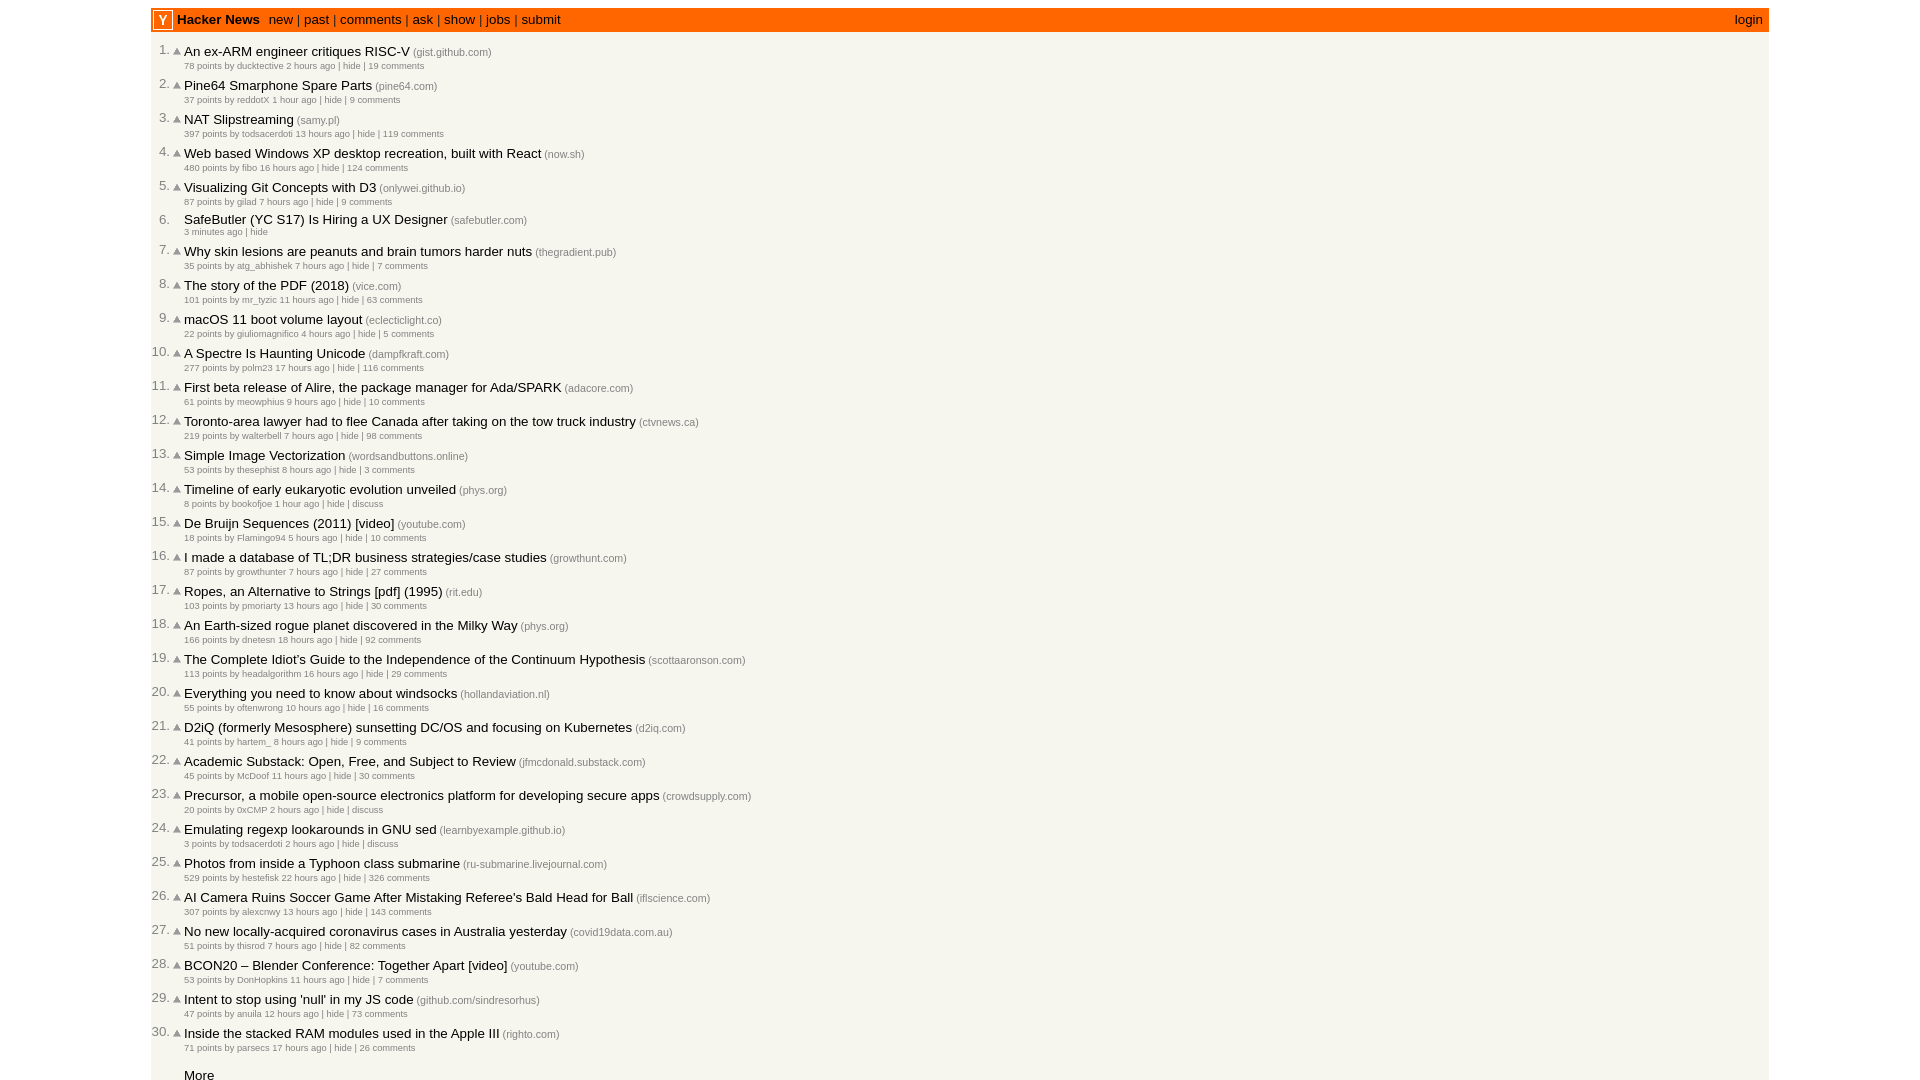 Y Hacker News new | past | comments | ask | show | jobs | submit login
1. An ex-ARM engineer critiques RISC-V (gist.github.com)
78 points by ducktective 2 hours ago | hide | 19 comments
2. Pine64 Smarphone Spare Parts (pine64.com)
37 points by reddotX 1 hour ago | hide | 9 comments
3. NAT Slipstreaming (samy.pl)
397 points by todsacerdoti 13 hours ago | hide | 119 comments
4. Web based Windows XP desktop recreation, built with React (now.sh)
480 points by fibo 16 hours ago | hide | 124 comments
5. Visualizing Git Concepts with D3 (onlywei.github.io)
87 points by gilad 7 hours ago | hide | 9 comments
6. SafeButler (YC S17) Is Hiring a UX Designer (safebutler.com)
3 minutes ago | hide
7. Why skin lesions are peanuts and brain tumors harder nuts (thegradient.pub)
35 points by atg_abhishek 7 hours ago | hide | 7 comments
8. The story of the PDF (2018) (vice.com)
101 points by mr_tyzic 11 hours ago | hide | 63 comments
9. macOS 11 boot volume layout (eclecticlight.co)
22 points by giuliomagnifico 4 hours ago | hide | 5 comments
10. A Spectre Is Haunting Unicode (dampfkraft.com)
277 points by polm23 17 hours ago | hide | 116 comments
11. First beta release of Alire, the package manager for Ada/SPARK (adacore.com)
61 points by meowphius 9 hours ago | hide | 10 comments
12. Toronto-area lawyer had to flee Canada after taking on the tow truck industry (ctvnews.ca)
219 points by walterbell 7 hours ago | hide | 98 comments
13. Simple Image Vectorization (wordsandbuttons.online)
53 points by thesephist 8 hours ago | hide | 3 comments
14. Timeline of early eukaryotic evolution unveiled (phys.org)
8 points by bookofjoe 1 hour ago | hide | discuss
15. De Bruijn Sequences (2011) [video] (youtube.com)
18 points by Flamingo94 5 hours ago | hide | 10 comments
16. I made a database of TL;DR business strategies/case studies (growthunt.com)
87 points by growthunter 7 hours ago | hide | 27 comments
17. Ropes, an Alternative to Strings [pdf] (1995) (rit.edu)
103 points by pmoriarty 13 hours ago | hide | 30 comments
18. An Earth-sized rogue planet discovered in the Milky Way (phys.org)
166 points by dnetesn 18 hours ago | hide | 92 comments
19. The Complete Idiot's Guide to the Independence of the Continuum Hypothesis (scottaaronson.com)
113 points by headalgorithm 16 hours ago | hide | 29 comments
20. Everything you need to know about windsocks (hollandaviation.nl)
55 points by oftenwrong 10 hours ago | hide | 16 comments
21. D2iQ (formerly Mesosphere) sunsetting DC/OS and focusing on Kubernetes (d2iq.com)
41 points by hartem_ 8 hours ago | hide | 9 comments
22. Academic Substack: Open, Free, and Subject to Review (jfmcdonald.substack.com)
45 points by McDoof 11 hours ago | hide | 30 comments
23. Precursor, a mobile open-source electronics platform for developing secure apps (crowdsupply.com)
20 points by 0xCMP 2 hours ago | hide | discuss
24. Emulating regexp lookarounds in GNU sed (learnbyexample.github.io)
3 points by todsacerdoti 2 hours ago | hide | discuss
25. Photos from inside a Typhoon class submarine (ru-submarine.livejournal.com)
529 points by hestefisk 22 hours ago | hide | 326 comments
26. AI Camera Ruins Soccer Game After Mistaking Referee's Bald Head for Ball (iflscience.com)
307 points by alexcnwy 13 hours ago | hide | 143 comments
27. No new locally-acquired coronavirus cases in Australia yesterday (covid19data.com.au)
51 points by thisrod 7 hours ago | hide | 82 comments
28. BCON20 – Blender Conference: Together Apart [video] (youtube.com)
53 points by DonHopkins 11 hours ago | hide | 7 comments
29. Intent to stop using 'null' in my JS code (github.com/sindresorhus)
47 points by anuila 12 hours ago | hide | 73 comments
30. Inside the stacked RAM modules used in the Apple III (righto.com)
71 points by parsecs 17 hours ago | hide | 26 comments
More